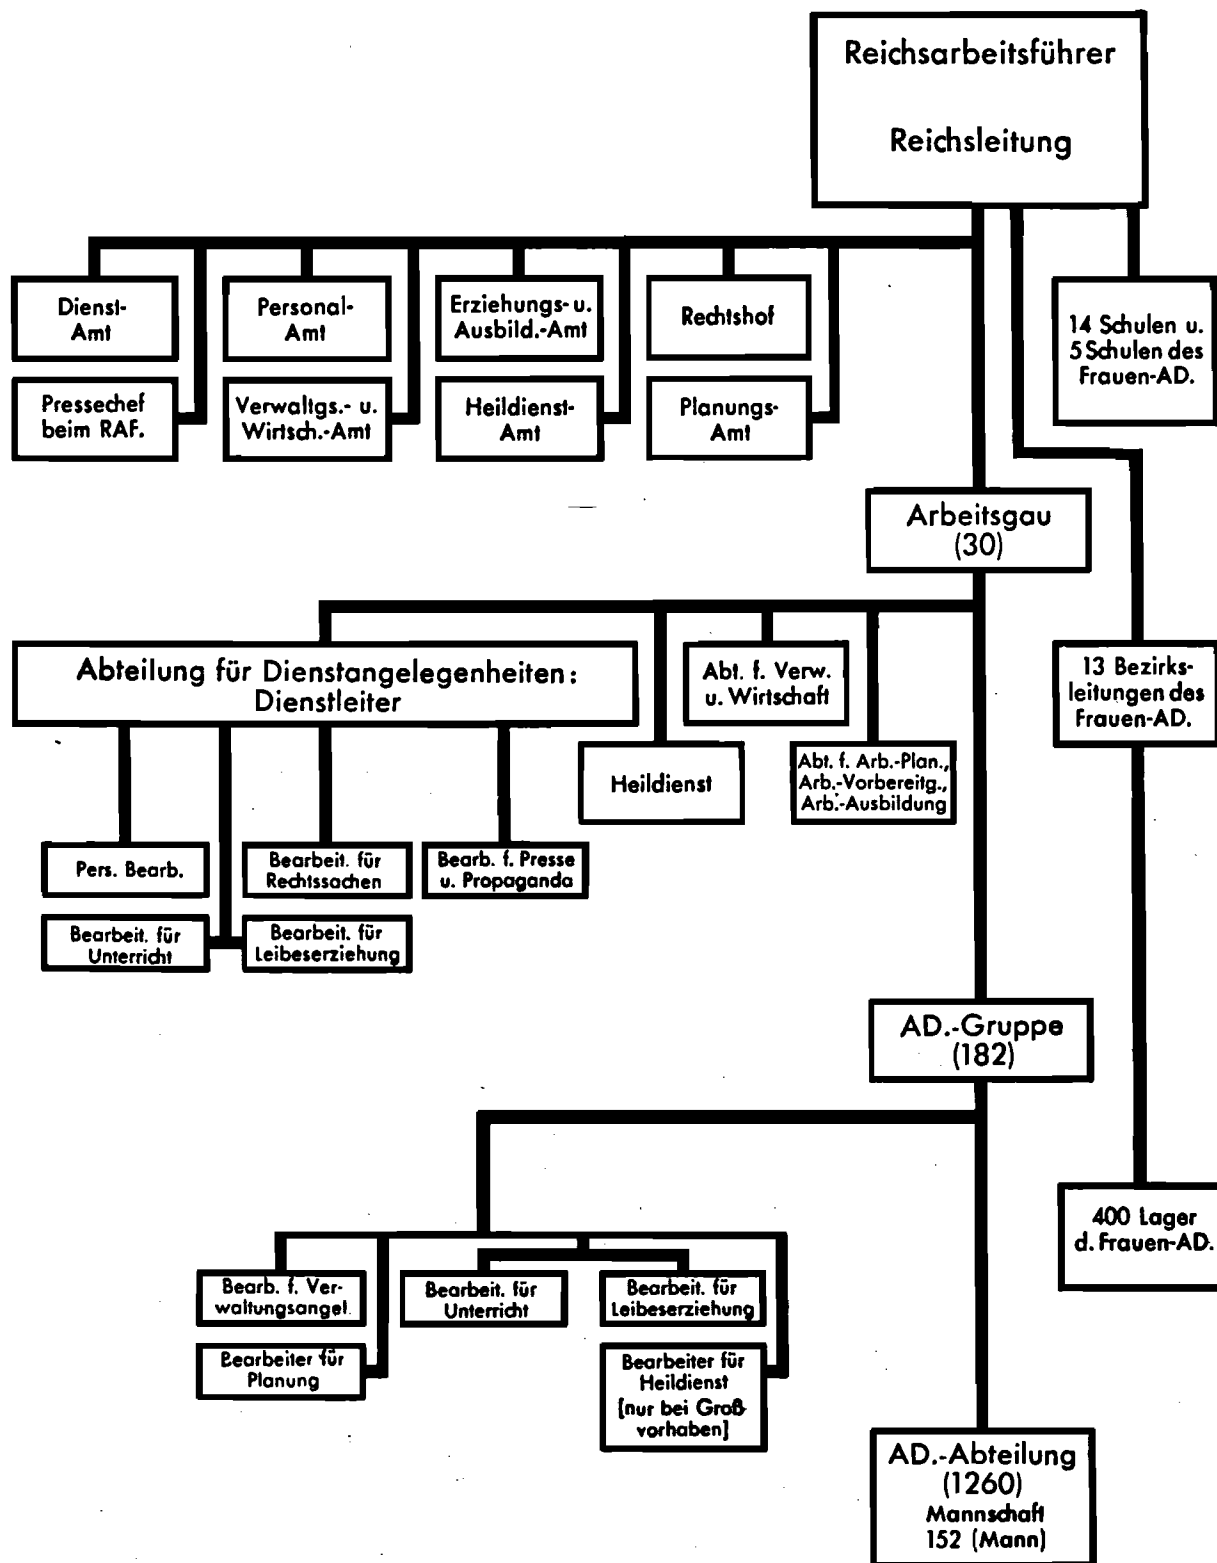 Reichsarbeitsführer
Reichsleitung
Dienst-
Amt
Personal-
Amt
Erziehungs- u.
Ausbild.-Amt
Rechtshof
14 Schulen u.
5 Schulen des
Frauen-AD.
Pressechef
beim RAF.
Verwaltgs.- u.
Wirtsch.-Amt
Heildienst-
Amt
Planungs-
Amt
Arbeitsgau
(30)
Abteilung für Dienstangelegenheiten:
Dienstleiter
Abt. f. Verw.
u. Wirtschaft
13 Bezirks-
leitungen des
Frauen-AD.
Heildienst
Abt. f. Arb.-Plan.,
Arb.-Vorbereitg.,
Arb.-Ausbildung
Pers. Bearb.
Bearbeit. für
Rechtssachen
Bearb. f. Presse
u. Propaganda
Bearbeit. für
Unterricht
Bearbeit. für
Leibeserziehung
AD.-Gruppe
(182)
400 Lager
d. Frauen-AD.
Bearb. f. Ver-
waltungsangel.
Bearbeit. für
Unterricht
Bearbeit. für
Leibeserziehung
Bearbeiter für
Planung
Bearbeiter für
Heildienst
[nur bei Groß-
vorhaben]
AD.-Abteilung
(1260)
Mannschaft
152 (Mann)